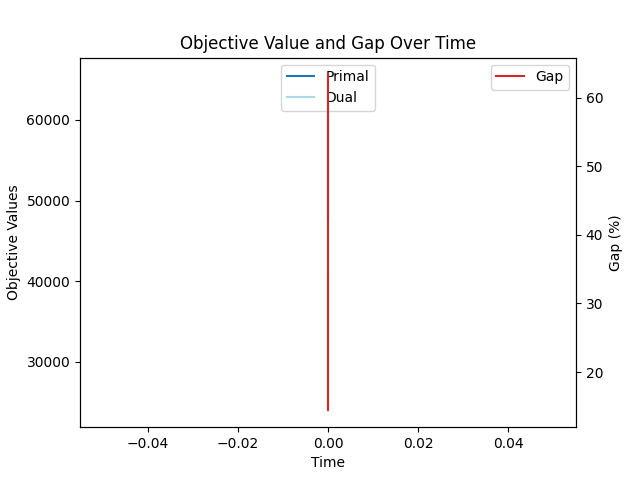 Objective Value and Gap Over Time
Primal
Dual
Gap
60000
50000
40000
30000
Objective Values
60
50
40
30
20
Gap (%)
−0.04
−0.02
0.00
0.02
0.04
Time